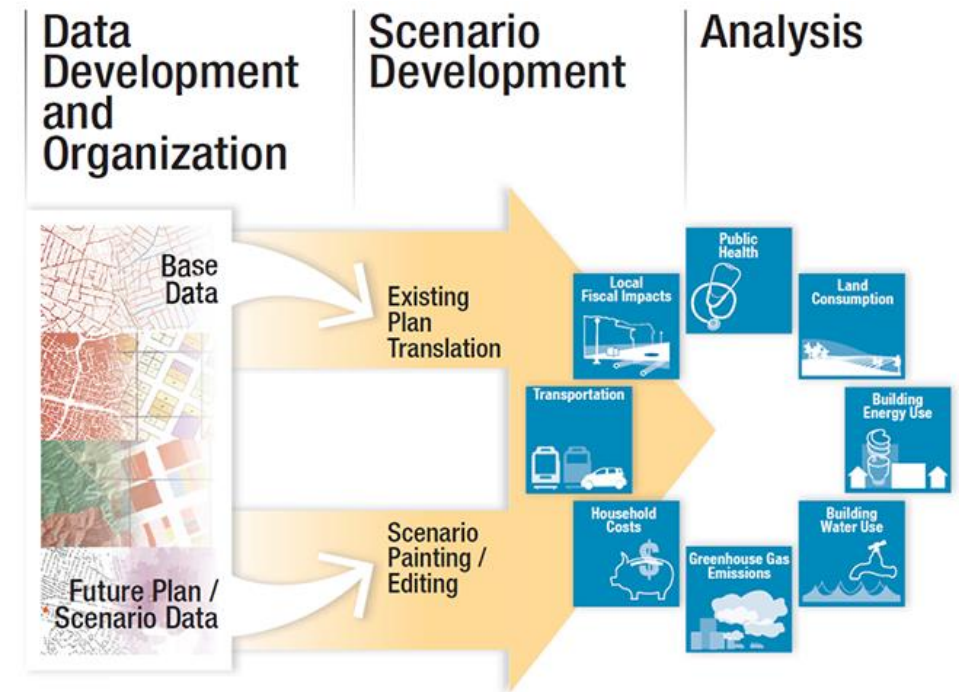 Data
Development
and
Organization
Scenario
Development
Analysis
Base
Data
Future Plan /
Scenario Data
Existing
Plan
Translation
Scenario
Painting /
Editing
Public
Health
Local
Fiscal Impacts
Land
Consumption
Transportation
Building
Energy Use
Household
Costs
Building
Water Use
Greenhouse Gas
Emissions
$